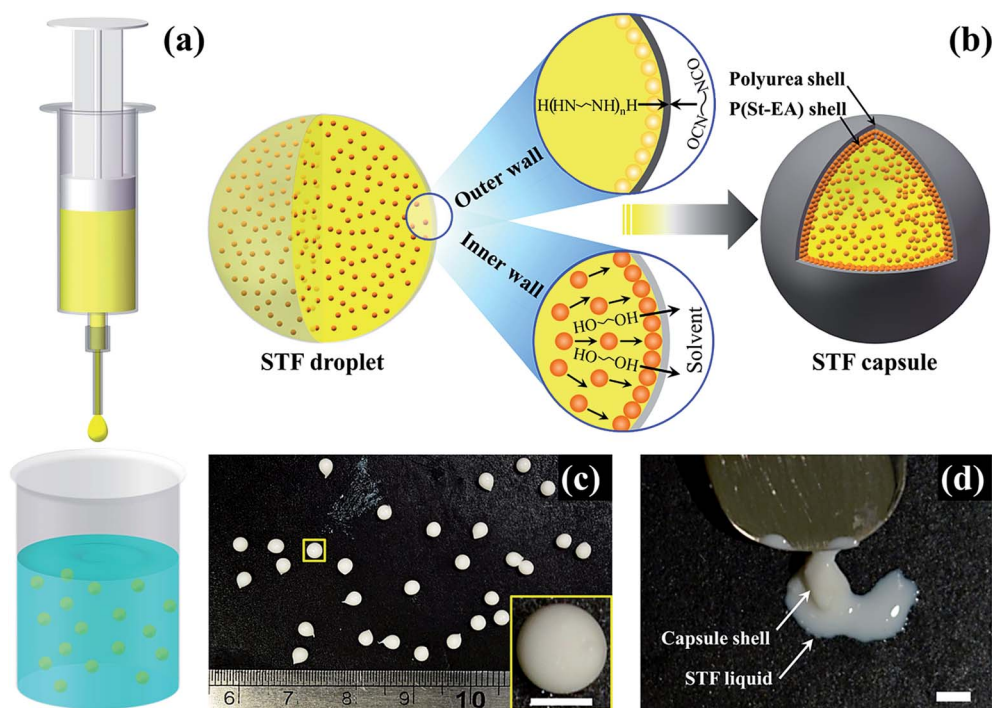 (a)
(b)
Outer wall
Inner wall
H(HN~NH)nH
OCN~NCO
Polyurea shell
P(St-EA) shell
HO~OH
HO~OH
Solvent
STF droplet
STF capsule
(c)
6 7 8 9 10
(d)
Capsule shell
STF liquid